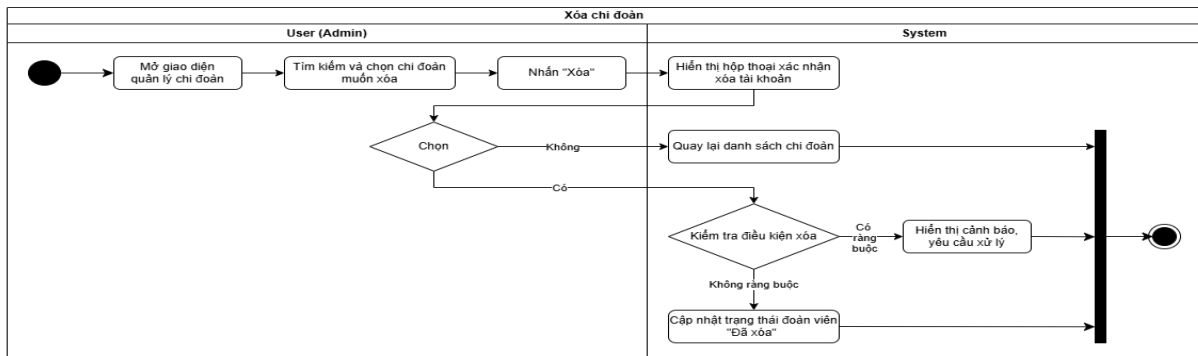 Xóa chi đoàn
User (Admin)
System
Mở giao diện
quản lý chi đoàn
Tìm kiếm và chọn chi đoàn
muốn xóa
Nhấn "Xóa"
Hiển thị hộp thoại xác nhận
xóa tài khoản
Chọn
Không
Quay lại danh sách chi đoàn
Có
Kiểm tra điều kiện xóa
Có
ràng
buộc
Hiển thị cảnh báo,
yêu cầu xử lý
Không ràng buộc
Cập nhật trạng thái đoàn viên
"Đã xóa"